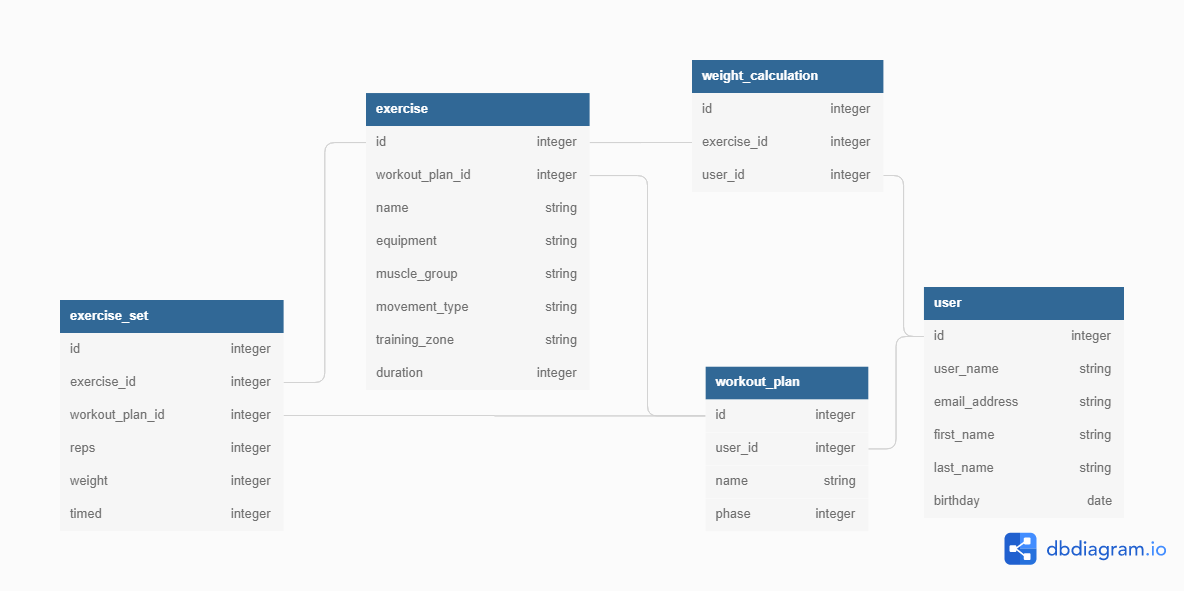 weight_calculation
id integer
exercise_id integer
user_id integer
exercise
id integer
workout_plan_id integer
name string
equipment string
muscle_group string
movement_type string
training_zone string
duration integer
exercise_set
id integer
exercise_id integer
workout_plan_id integer
reps integer
weight integer
timed integer
workout_plan
id integer
user_id integer
name string
phase integer
user
id integer
user_name string
email_address string
first_name string
last_name string
birthday date
dbdiagram.io